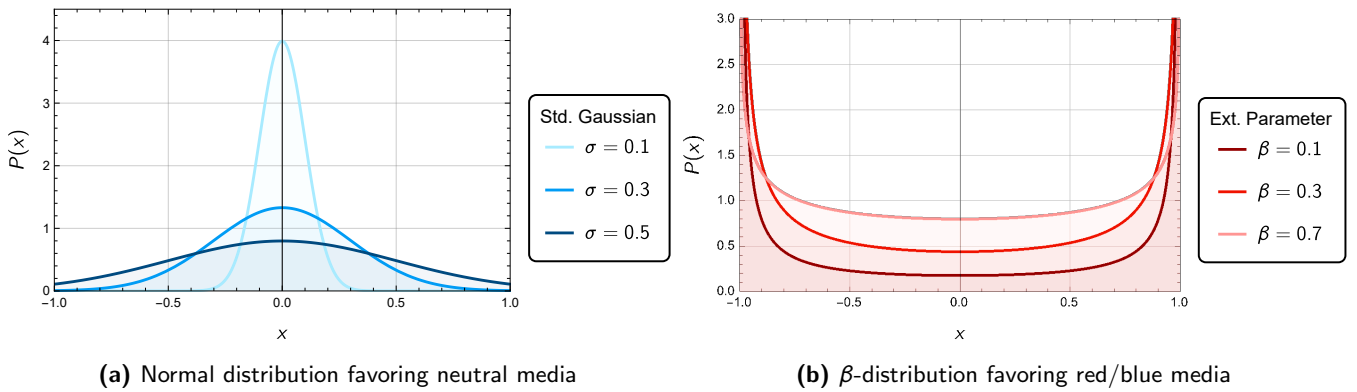 4
3
2
1
0
P(x)
−1.0 −0.5 0.0 0.5 1.0
x
Std. Gaussian
σ = 0.1
σ = 0.3
σ = 0.5
(a) Normal distribution favoring neutral media
3.0
2.5
2.0
1.5
1.0
0.5
0.0
P(x)
−1.0 −0.5 0.0 0.5 1.0
x
Ext. Parameter
β = 0.1
β = 0.3
β = 0.7
(b) β-distribution favoring red/blue media